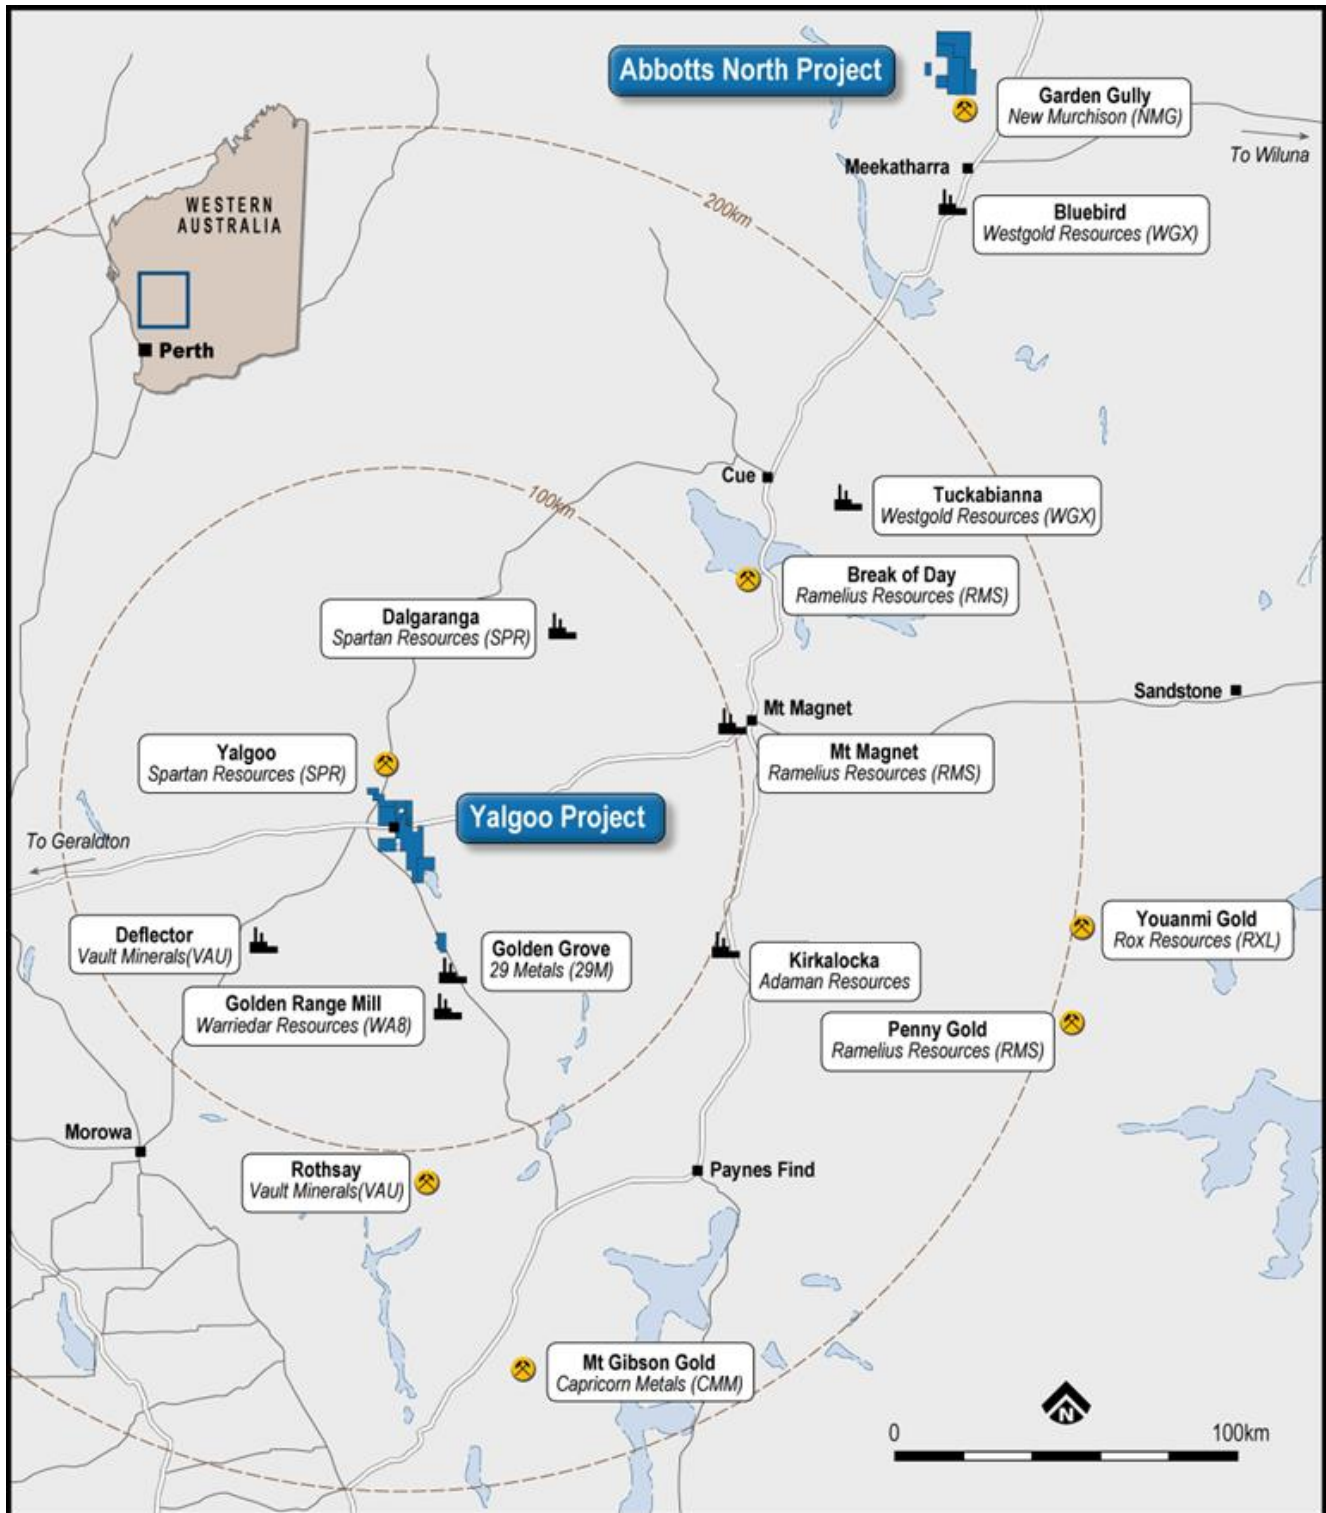 Abbotts North Project
Garden Gully
New Murchison (NMG)
To Wiluna
Meekatharra
WESTERN
AUSTRALIA
200km
Bluebird
Westgold Resources (WGX)
Perth
Cue
100km
Tuckabianna
Westgold Resources (WGX)
Break of Day
Ramelius Resources (RMS)
Dalgaranga
Spartan Resources (SPR)
Sandstone
Mt Magnet
Yalgoo
Spartan Resources (SPR)
Mt Magnet
Ramelius Resources (RMS)
Yalgoo Project
To Geraldton
Deflector
Vault Minerals(VAU)
Golden Grove
29 Metals (29M)
Youanmi Gold
Rox Resources (RXL)
Kirkalocka
Adaman Resources
Golden Range Mill
Warriedar Resources (WA8)
Penny Gold
Ramelius Resources (RMS)
Morowa
Rothsay
Vault Minerals(VAU)
Paynes Find
Mt Gibson Gold
Capricorn Metals (CMM)
N
0
100km